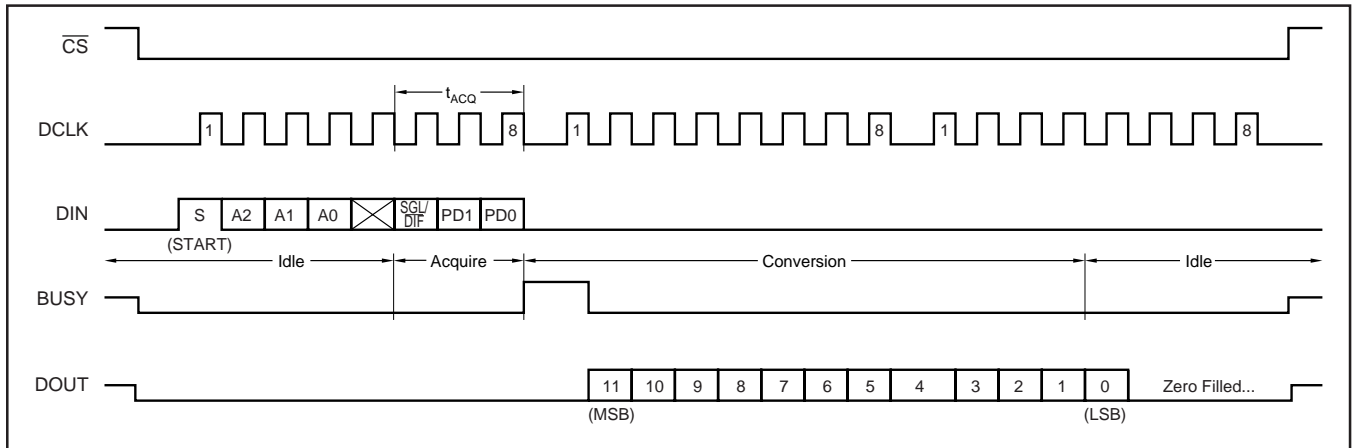 CS
tACQ
DCLK 1 8 1 8 1 8
DIN S A2 A1 A0 SGL/DIF PD1 PD0
(START)
Idle Acquire Conversion Idle
BUSY
DOUT 11 10 9 8 7 6 5 4 3 2 1 0 Zero Filled...
(MSB) (LSB)